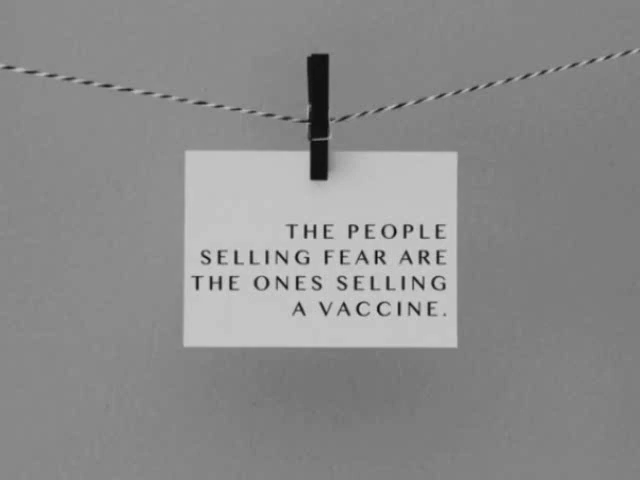 THE PEOPLE
SELLING FEAR ARE
THE ONES SELLING
A VACCINE.